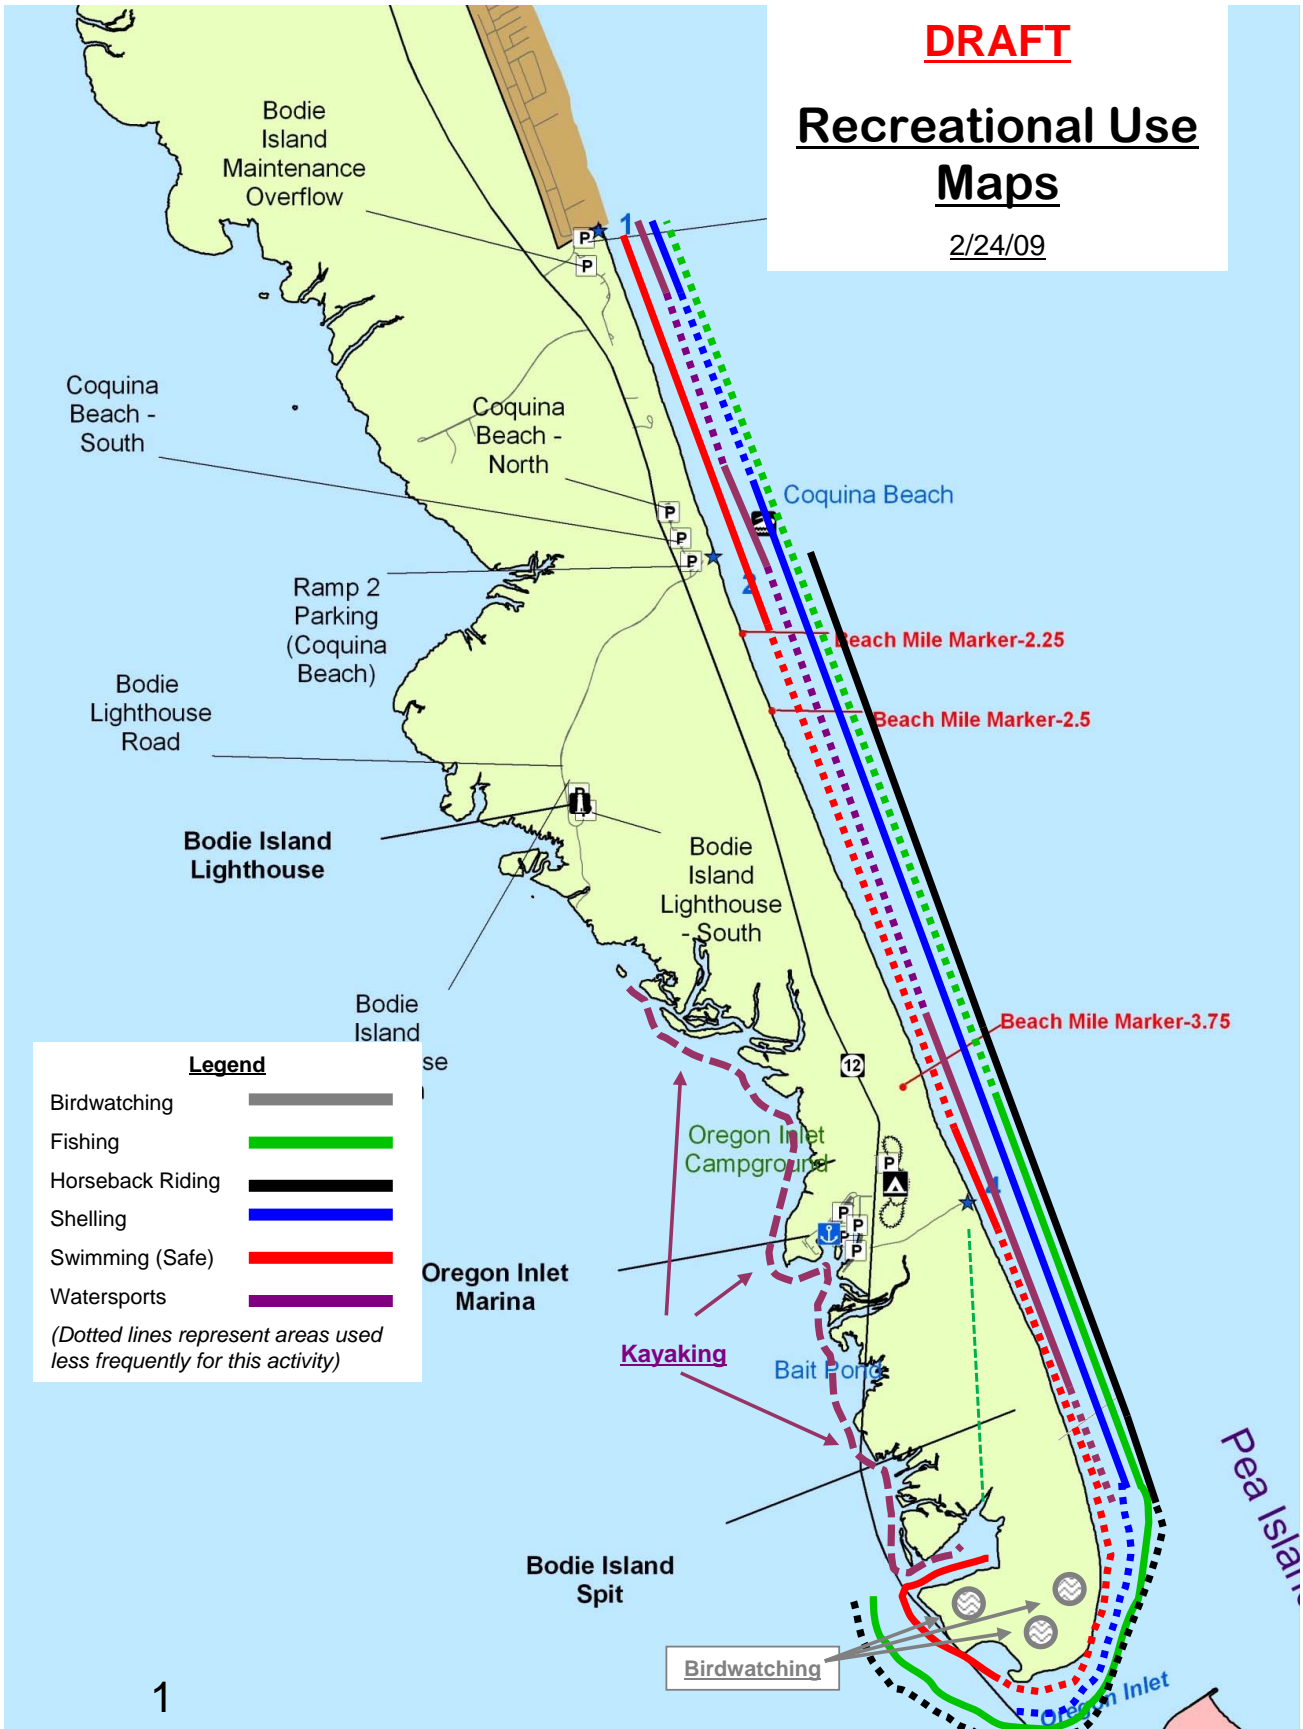 DRAFT
Recreational Use
Maps
2/24/09
Bodie
Island
Maintenance
Overflow
P
P
1
Coquina
Beach -
South
Coquina
Beach -
North
Coquina Beach
P
P
P
2
Ramp 2
Parking
(Coquina
Beach)
Beach Mile Marker-2.25
Bodie
Lighthouse
Road
Beach Mile Marker-2.5
P
Bodie Island
Lighthouse
Bodie
Island
Lighthouse
- South
Bodie
Island
se
Beach Mile Marker-3.75
12
Legend
Birdwatching
Fishing
Horseback Riding
Shelling
Swimming (Safe)
Watersports
(Dotted lines represent areas used
less frequently for this activity)
Oregon Inlet
Campground
P
4
P
P
P
P
Oregon Inlet
Marina
Kayaking
Bait Pond
Pea Island
Bodie Island
Spit
Birdwatching
Oregon Inlet
1